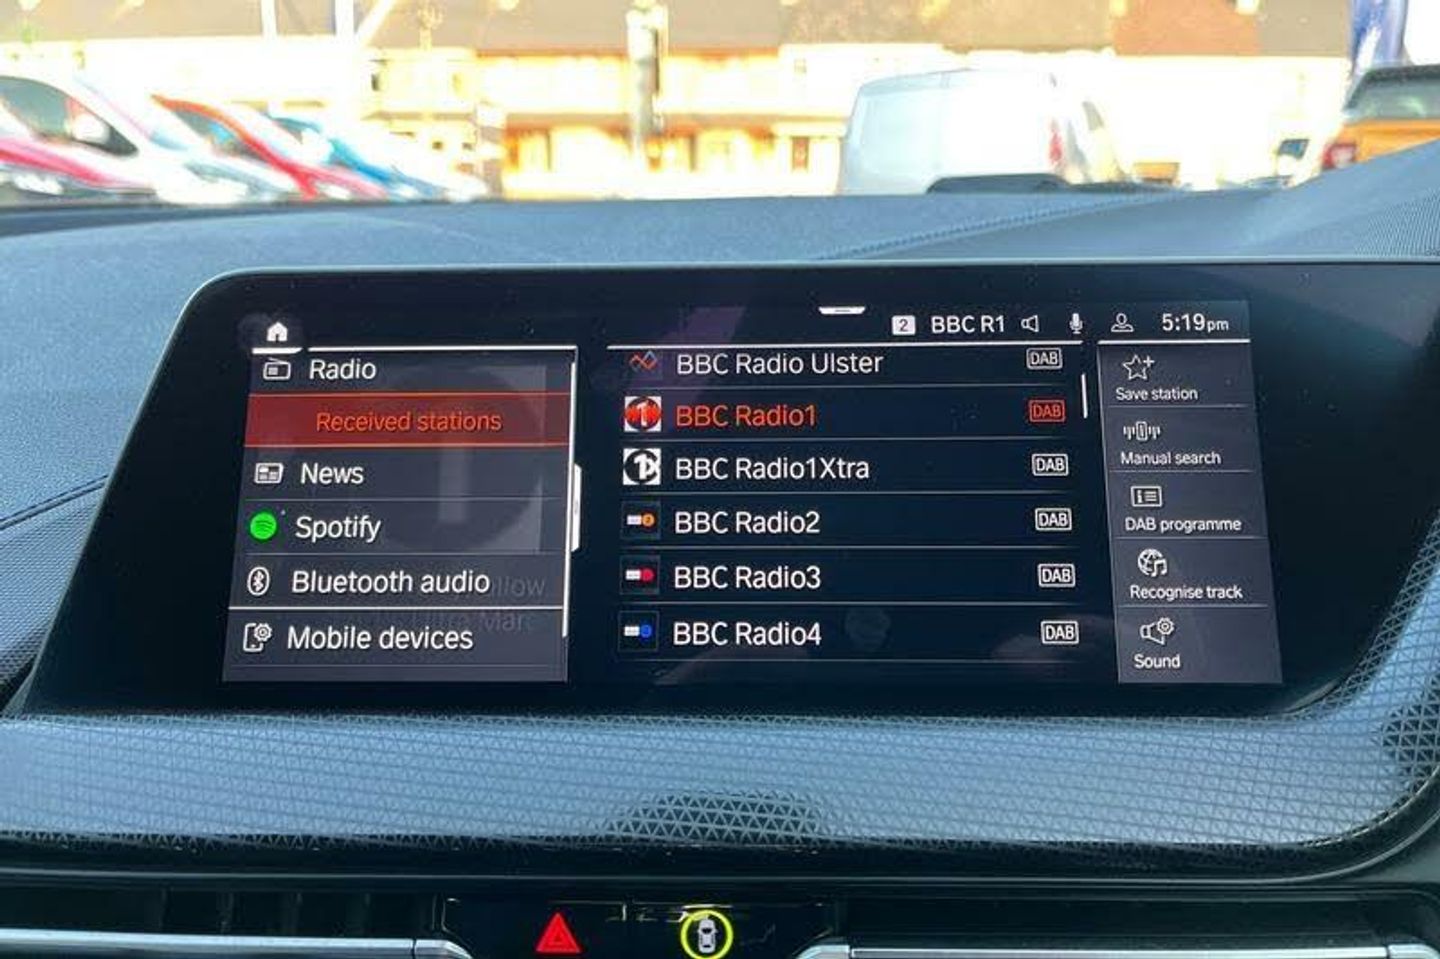 2 BBC R1 5:19pm
Radio
Received stations
News
Spotify
Bluetooth audio
Mobile devices
BBC Radio Ulster DAB
1 BBC Radio1 DAB
1X BBC Radio1Xtra DAB
BBC Radio2 DAB
BBC Radio3 DAB
BBC Radio4 DAB
Save station
Manual search
DAB programme
Recognise track
Sound